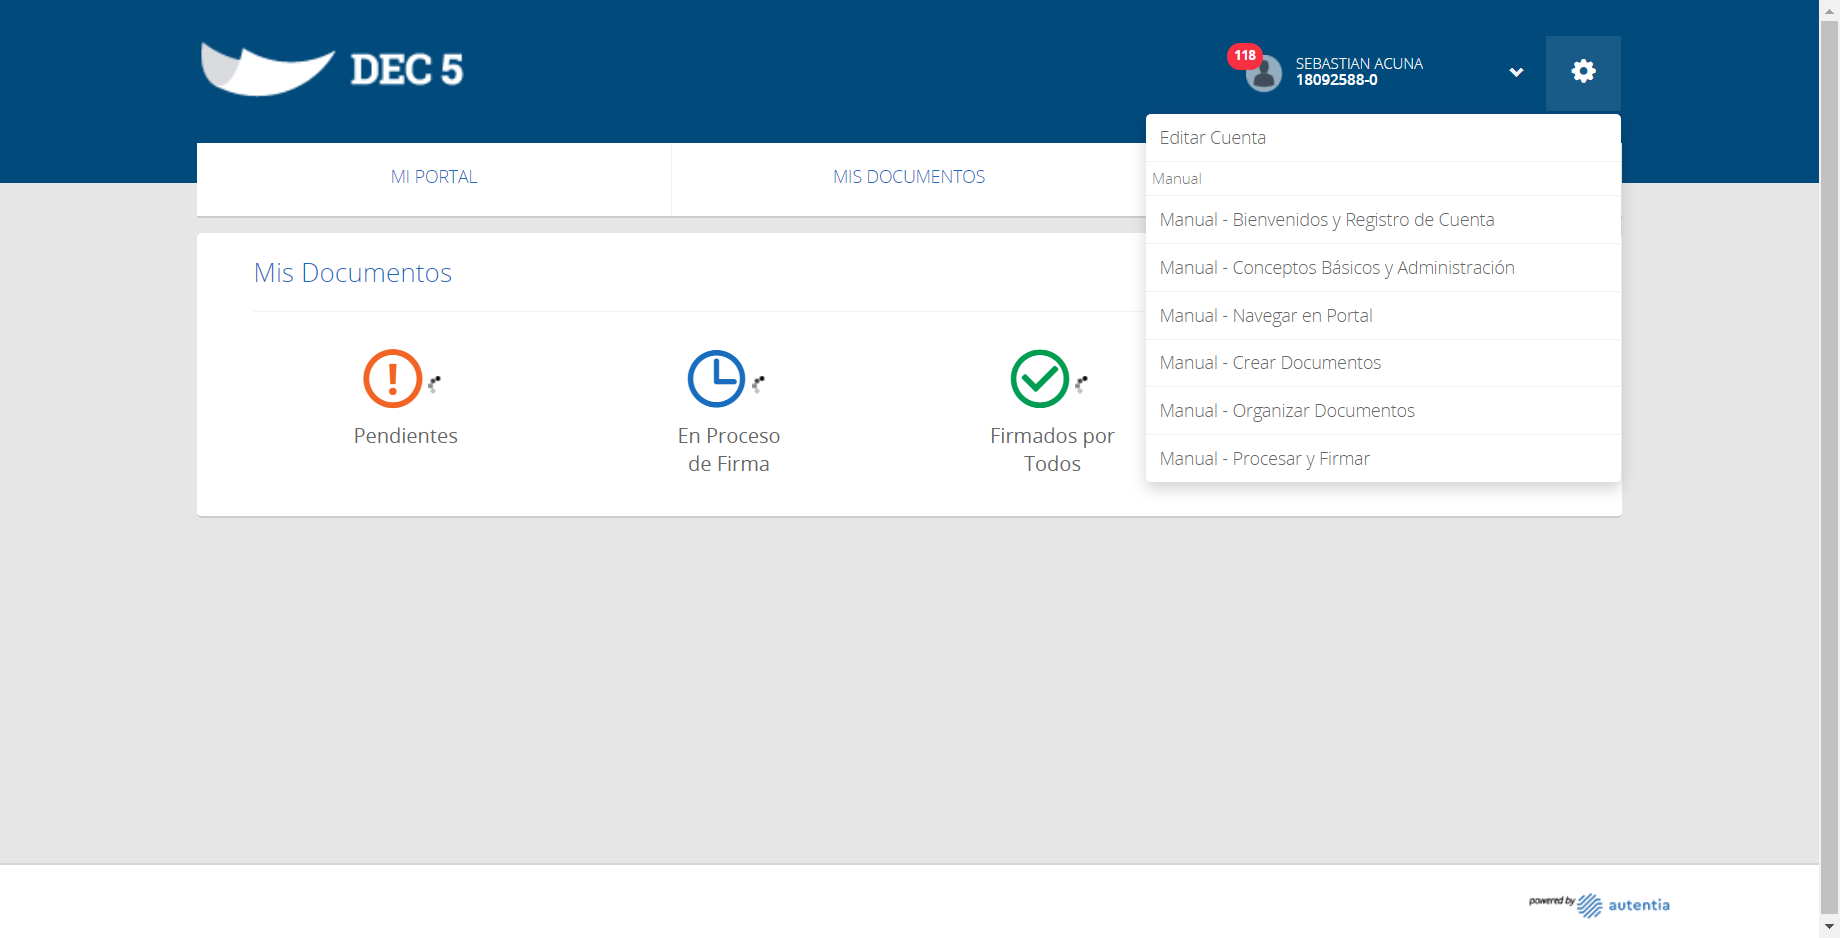 DEC 5
118
SEBASTIAN ACUNA
18092588-0
MI PORTAL
MIS DOCUMENTOS
Editar Cuenta
Manual
Manual - Bienvenidos y Registro de Cuenta
Manual - Conceptos Básicos y Administración
Manual - Navegar en Portal
Manual - Crear Documentos
Manual - Organizar Documentos
Manual - Procesar y Firmar
Mis Documentos
Pendientes
En Proceso
de Firma
Firmados por
Todos
powered by autentia